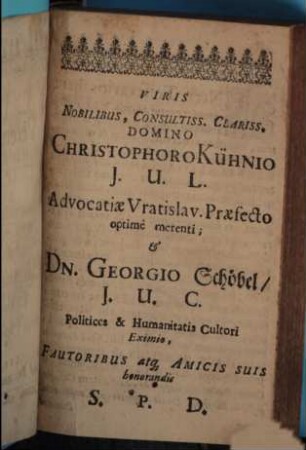 VIRIS
NOBILIBUS, CONSULTISS. CLARISS.
DOMINO
CHRISTOPHORO KÜHNIO
J. U. L.
Advocatiæ Vratislav. Præfecto
optimè merenti;
&
DN. GEORGIO Schöbel/
J. U. C.
Politices & Humanitatis Cultori
Eximio,
FAUTORIBUS atq; AMICIS SUIS
honorandis
S. P. D.